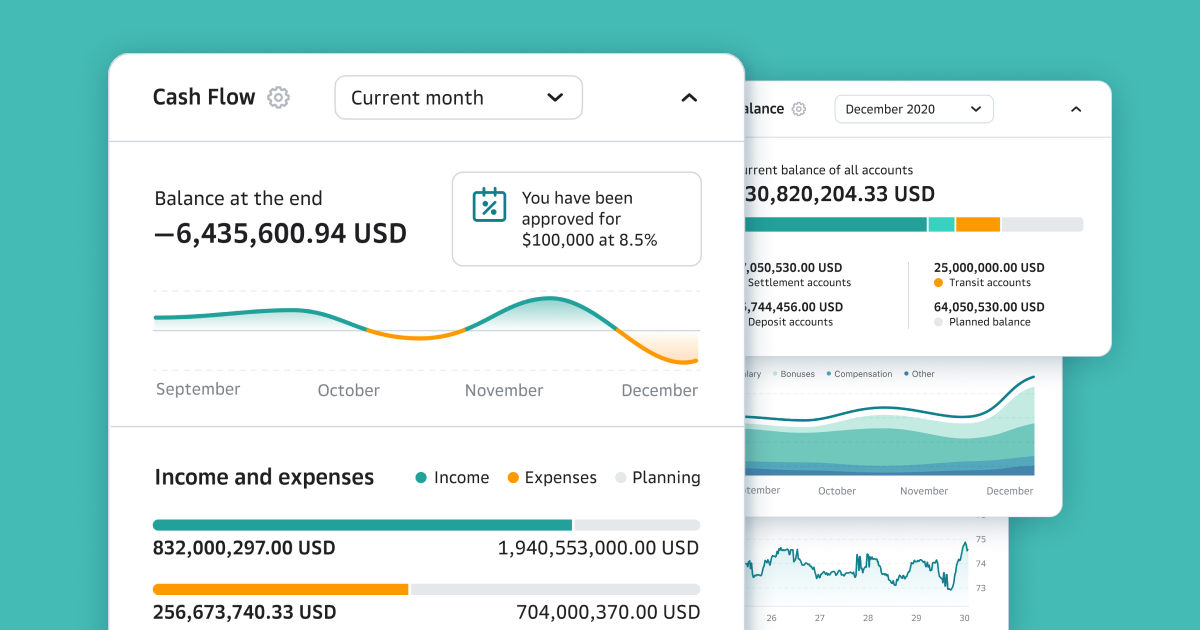 Cash Flow
Current month
Balance at the end
−6,435,600.94 USD
You have been
approved for
$100,000 at 8.5%
September
October
November
December
Income and expenses
Income
Expenses
Planning
832,000,297.00 USD
1,940,553,000.00 USD
256,673,740.33 USD
704,000,370.00 USD
alance
December 2020
urrent balance of all accounts
30,820,204.33 USD
,050,530.00 USD
Settlement accounts
25,000,000.00 USD
Transit accounts
,744,456.00 USD
Deposit accounts
64,050,530.00 USD
Planned balance
lary
Bonuses
Compensation
Other
tember
October
November
December
75
74
73
26
27
28
29
30